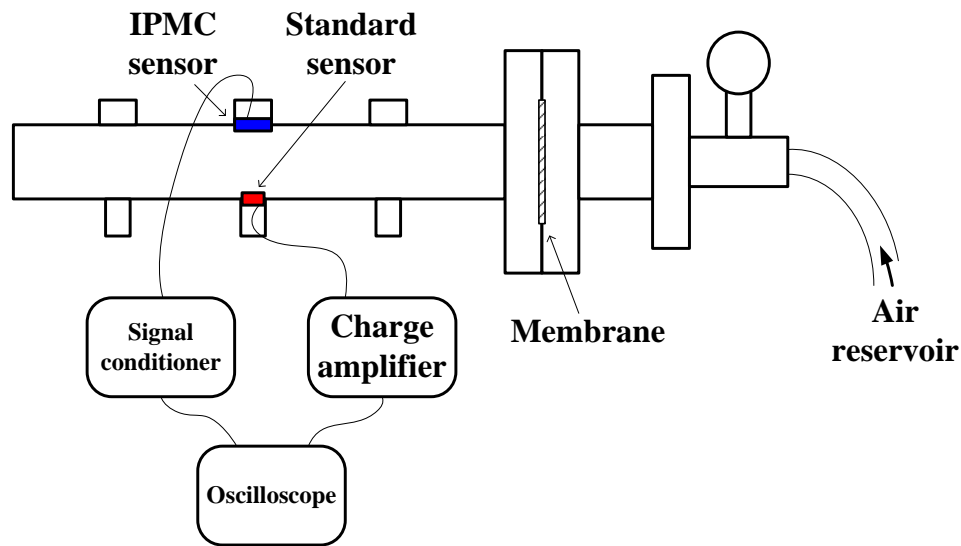 IPMC
sensor
Standard
sensor
Membrane
Air
reservoir
Signal
conditioner
Charge
amplifier
Oscilloscope